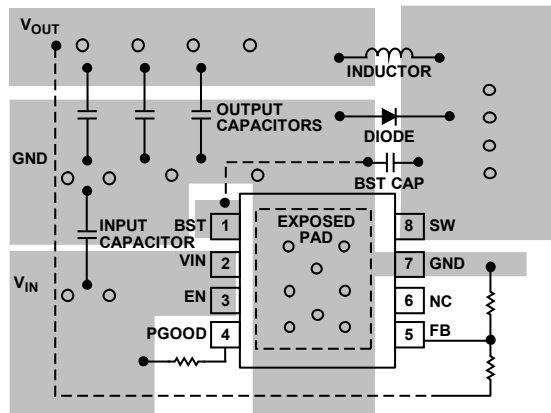 VOUT
INDUCTOR
OUTPUT
CAPACITORS
DIODE
GND
BST CAP
INPUT
CAPACITOR
BST
1
EXPOSED
PAD
8
SW
VIN
2
7
GND
VIN
EN
3
6
NC
PGOOD
4
5
FB